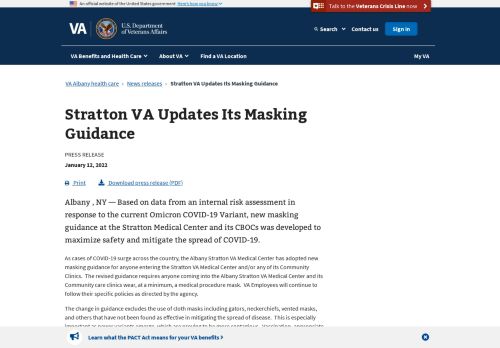 An official website of the United States government Here's how you know
Talk to the Veterans Crisis Line now
VA
U.S. Department
of Veterans Affairs
Search
Contact us
Sign in
VA Benefits and Health Care
About VA
Find a VA Location
My VA
VA Albany health care › News releases › Stratton VA Updates Its Masking Guidance
Stratton VA Updates Its Masking
Guidance
PRESS RELEASE
January 12, 2022
Print
Download press release (PDF)
Albany , NY — Based on data from an internal risk assessment in
response to the current Omicron COVID-19 Variant, new masking
guidance at the Stratton Medical Center and its CBOCs was developed to
maximize safety and mitigate the spread of COVID-19.
As cases of COVID-19 surge across the country, the Albany Stratton VA Medical Center has adopted new
masking guidance for anyone entering the Stratton VA Medical Center and/or any of its Community
Clinics. The revised guidance requires anyone coming into the Albany Stratton VA Medical Center and its
Community care clinics wear, at a minimum, a medical procedure mask. VA Employees will continue to
follow their specific policies as directed by the agency.
The change in guidance excludes the use of cloth masks including gators, neckerchiefs, vented masks,
and others that have not been found as effective in mitigating the spread of disease. This is especially
Learn what the PACT Act means for your VA benefits